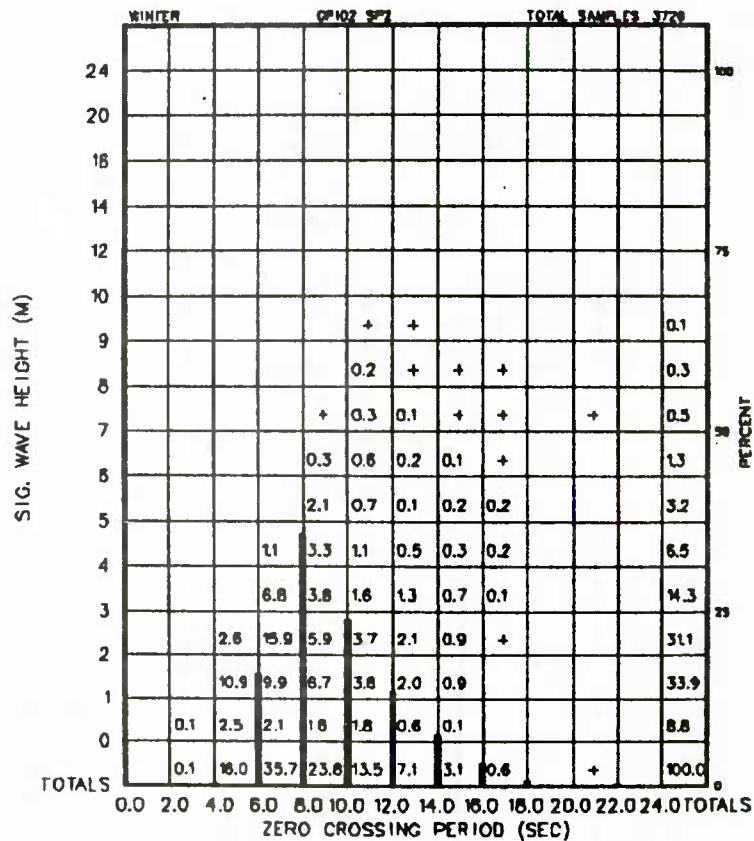 WINTER OP102 SP2 TOTAL SAMPLES 3729
24 100
20
16
14
12 75
10
+ + 0.1
9
0.2 + + + 0.3
8
+ 0.3 0.1 + + + 0.5
7 50
0.3 0.6 0.2 0.1 + 1.3
6
2.1 0.7 0.1 0.2 0.2 3.2
5
1.1 3.3 1.1 0.5 0.3 0.2 6.5
4
6.8 3.8 1.6 1.3 0.7 0.1 14.3
3 25
2.6 15.9 5.9 3.7 2.1 0.9 + 31.1
2
10.9 9.9 6.7 3.8 2.0 0.9 33.9
1
0.1 2.5 2.1 1.6 1.8 0.6 0.1 8.8
0
0.1 16.0 35.7 23.8 13.5 7.1 3.1 0.6 + 100.0
TOTALS 0
0.0 2.0 4.0 6.0 8.0 10.0 12.0 14.0 16.0 18.0 20.0 22.0 24.0 TOTALS
ZERO CROSSING PERIOD (SEC)
SIG. WAVE HEIGHT (M)
PERCENT